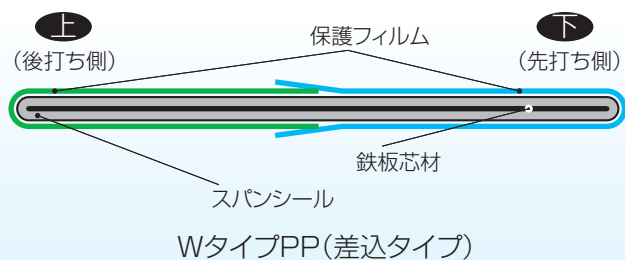 上
(後打ち側)
保護フィルム
下
(先打ち側)
鉄板芯材
スパンシール
WタイプPP(差込タイプ)